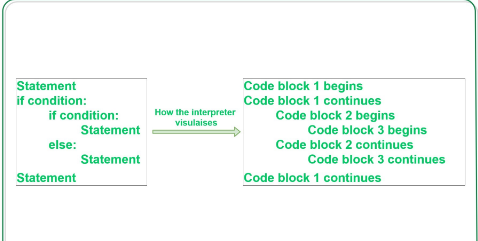 Statement
if condition:
if condition:
Statement
else:
Statement
Statement
How the interpreter
visulaises
Code block 1 begins
Code block 1 continues
Code block 2 begins
Code block 3 begins
Code block 2 continues
Code block 3 continues
Code block 1 continues